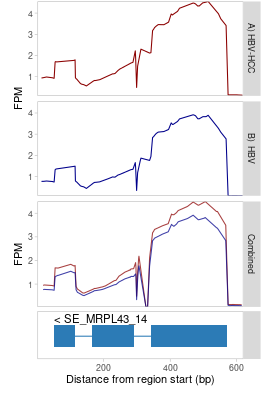 4
3
2
1
A) HBV-HCC
FPM
4
3
2
1
B) HBV
4
3
2
1
Combined
FPM
< SE_MRPL43_14
0
200
400
600
Distance from region start (bp)